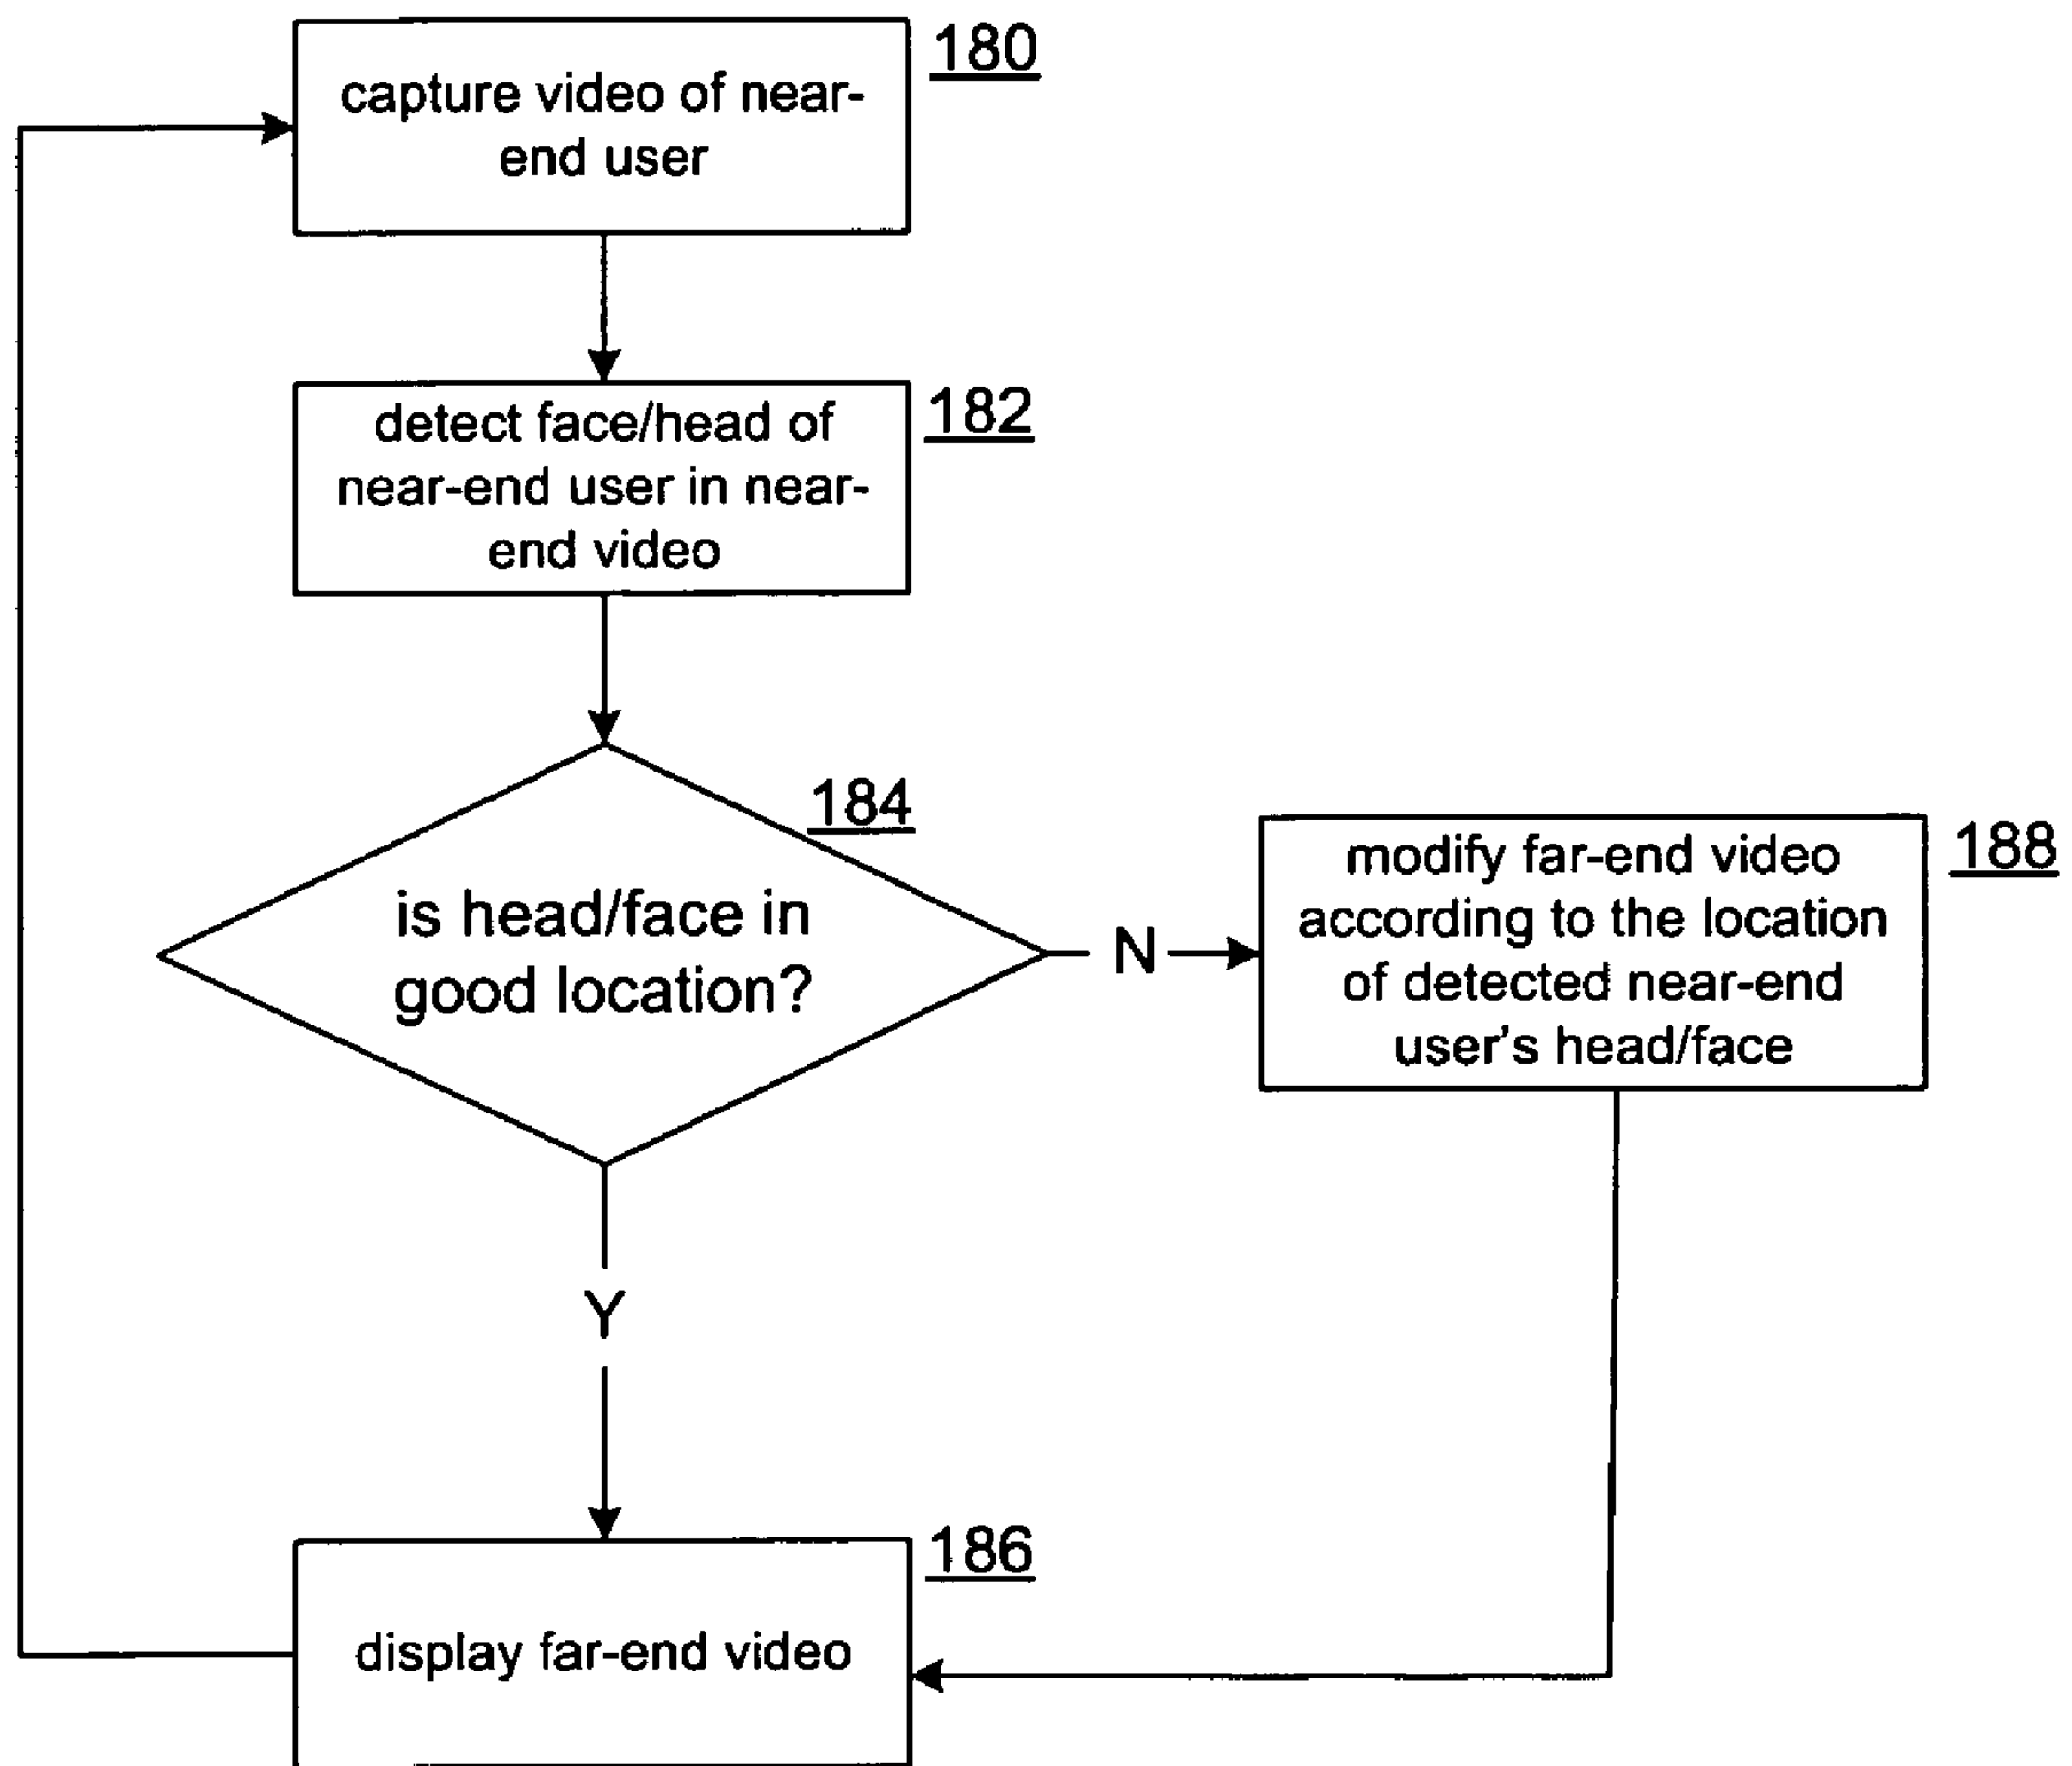 180
capture video of near-
end user
182
detect face/head of
near-end user in near-
end video
184
is head/face in
good location?
N
188
modify far-end video
according to the location
of detected near-end
user's head/face
Y
186
display far-end video